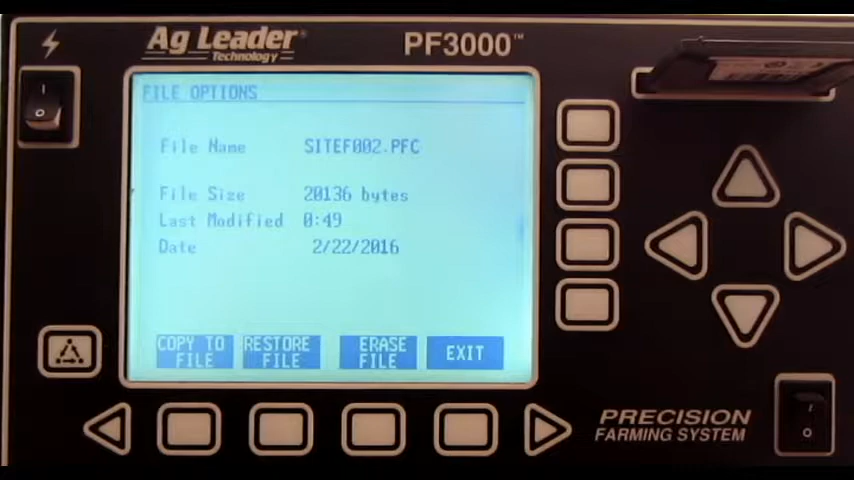 Ag Leader
Technology
PF3000™
FILE OPTIONS
File Name SITEF002.PFC
File Size 20136 bytes
Last Modified 0:49
Date 2/22/2016
COPY TO FILE
RESTORE FILE
ERASE FILE
EXIT
PRECISION
FARMING SYSTEM